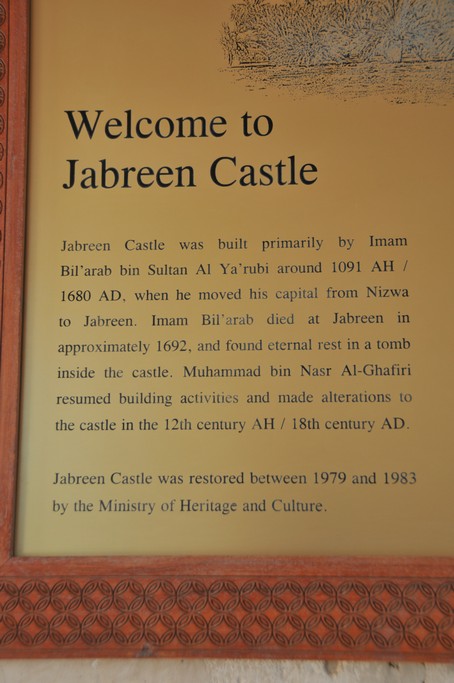 Welcome to
Jabreen Castle
Jabreen Castle was built primarily by Imam
Bil'arab bin Sultan Al Ya'rubi around 1091 AH /
1680 AD, when he moved his capital from Nizwa
to Jabreen. Imam Bil'arab died at Jabreen in
approximately 1692, and found eternal rest in a tomb
inside the castle. Muhammad bin Nasr Al-Ghafiri
resumed building activities and made alterations to
the castle in the 12th century AH / 18th century AD.
Jabreen Castle was restored between 1979 and 1983
by the Ministry of Heritage and Culture.